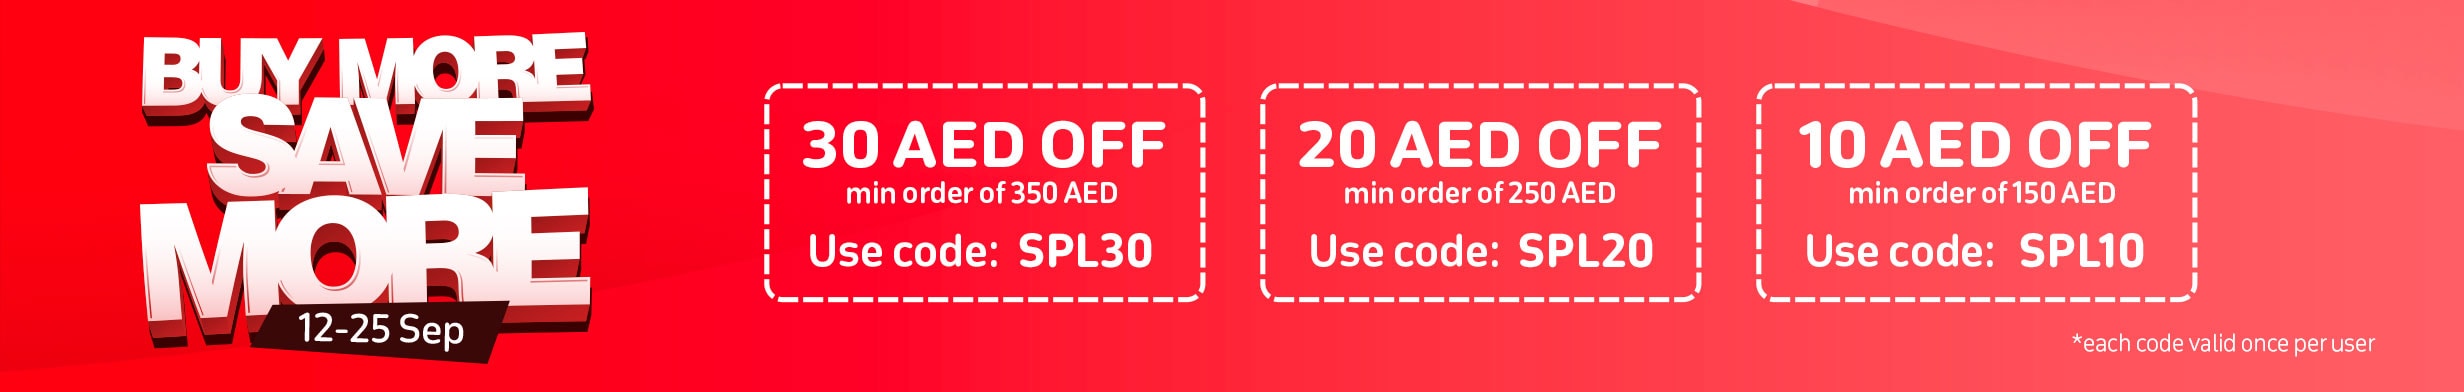 BUY MORE
SAVE
MORE
12-25 Sep
30 AED OFF
min order of 350 AED
Use code: SPL30
20 AED OFF
min order of 250 AED
Use code: SPL20
10 AED OFF
min order of 150 AED
Use code: SPL10
*each code valid once per user